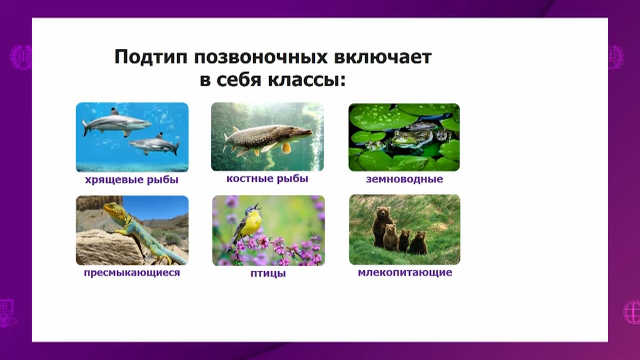 Подтип позвоночных включает
в себя классы:
хрящевые рыбы
костные рыбы
земноводные
пресмыкающиеся
птицы
млекопитающие